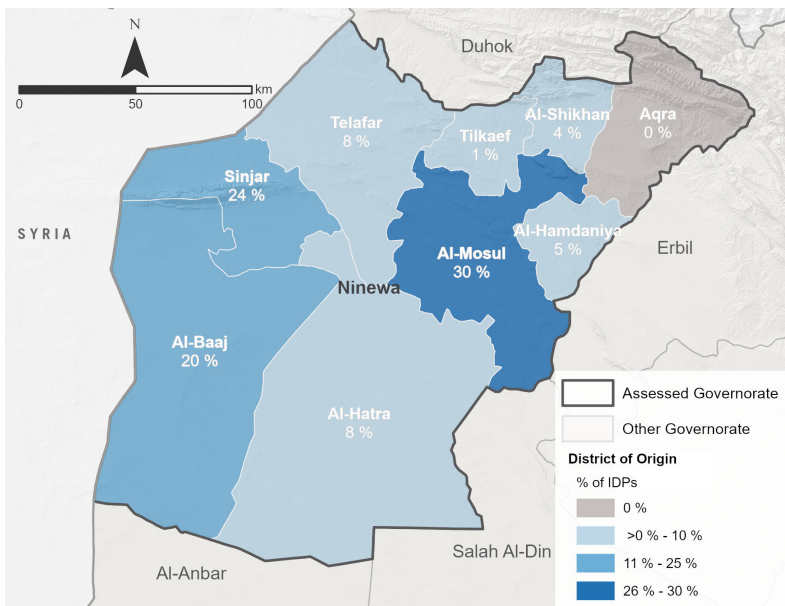 N
km
0 50 100
Duhok
Telafar
8 %
Tilkaef
1 %
Al-Shikhan
4 %
Aqra
0 %
Sinjar
24 %
SYRIA
Al-Mosul
30 %
Al-Hamdaniya
5 %
Erbil
Ninewa
Al-Baaj
20 %
Al-Hatra
8 %
Salah Al-Din
Al-Anbar
Assessed Governorate
Other Governorate
District of Origin
% of IDPs
0 %
>0 % - 10 %
11 % - 25 %
26 % - 30 %